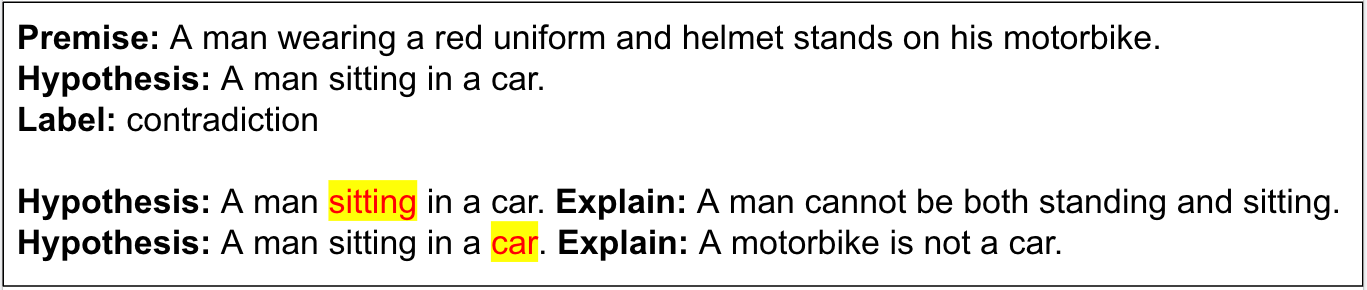 Premise: A man wearing a red uniform and helmet stands on his motorbike.
Hypothesis: A man sitting in a car.
Label: contradiction
Hypothesis: A man sitting in a car. Explain: A man cannot be both standing and sitting.
Hypothesis: A man sitting in a car. Explain: A motorbike is not a car.